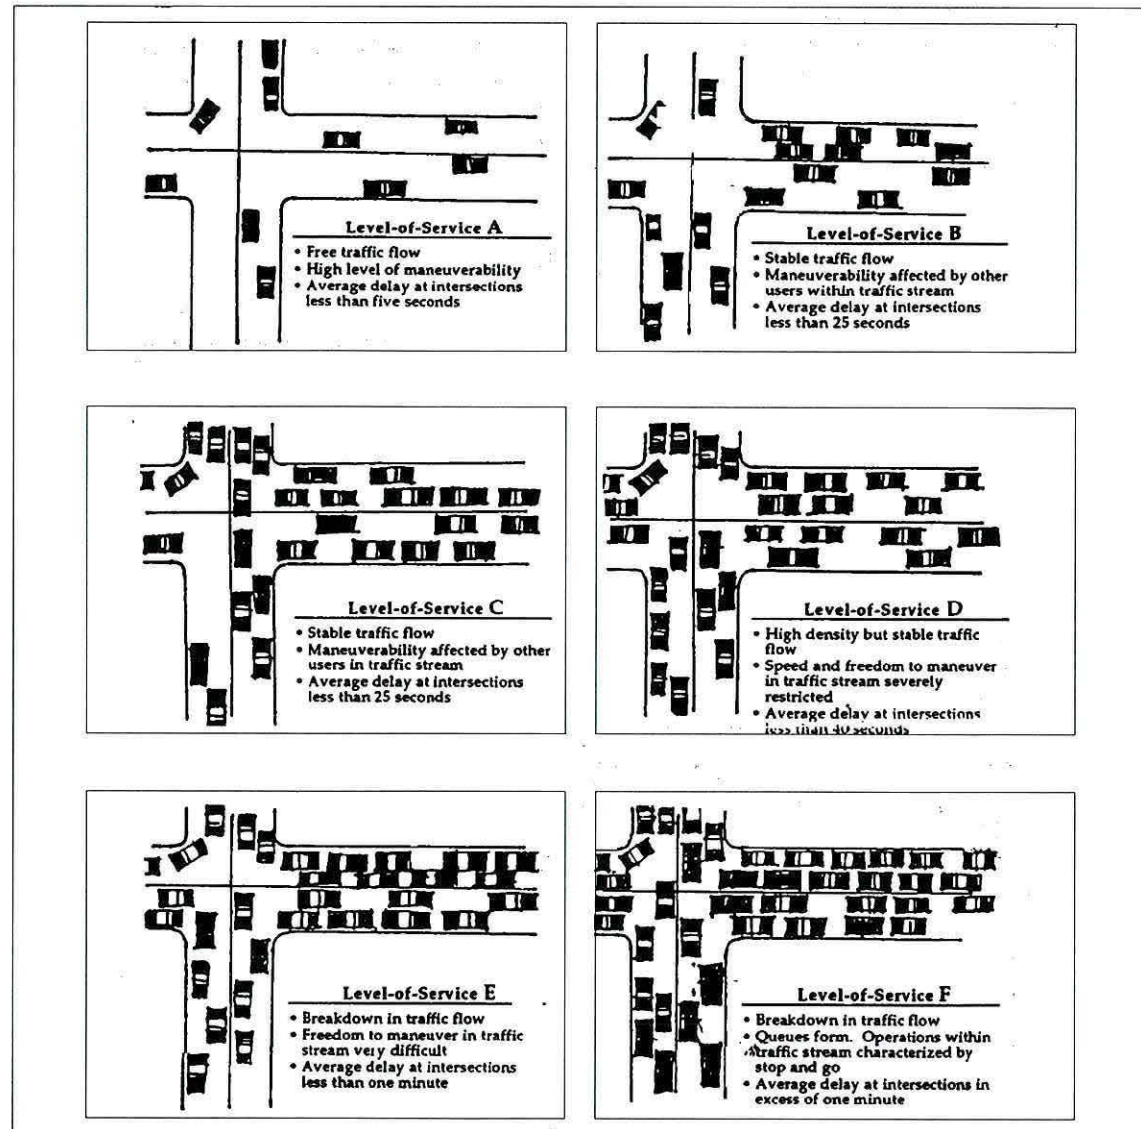 Level-of-Service A
• Free traffic flow
• High level of maneuverability
• Average delay at intersections
less than five seconds
Level-of-Service B
• Stable traffic flow
• Maneuverability affected by other
users within traffic stream
• Average delay at intersections
less than 25 seconds
Level-of-Service C
• Stable traffic flow
• Maneuverability affected by other
users in traffic stream
• Average delay at intersections
less than 25 seconds
Level-of-Service D
• High density but stable traffic
flow
• Speed and freedom to maneuver
in traffic stream severely
restricted
• Average delay at intersections
less than 40 seconds
Level-of-Service E
• Breakdown in traffic flow
• Freedom to maneuver in traffic
stream very difficult
• Average delay at intersections
less than one minute
Level-of-Service F
• Breakdown in traffic flow
• Queues form. Operations within
traffic stream characterized by
stop and go
• Average delay at intersections in
excess of one minute